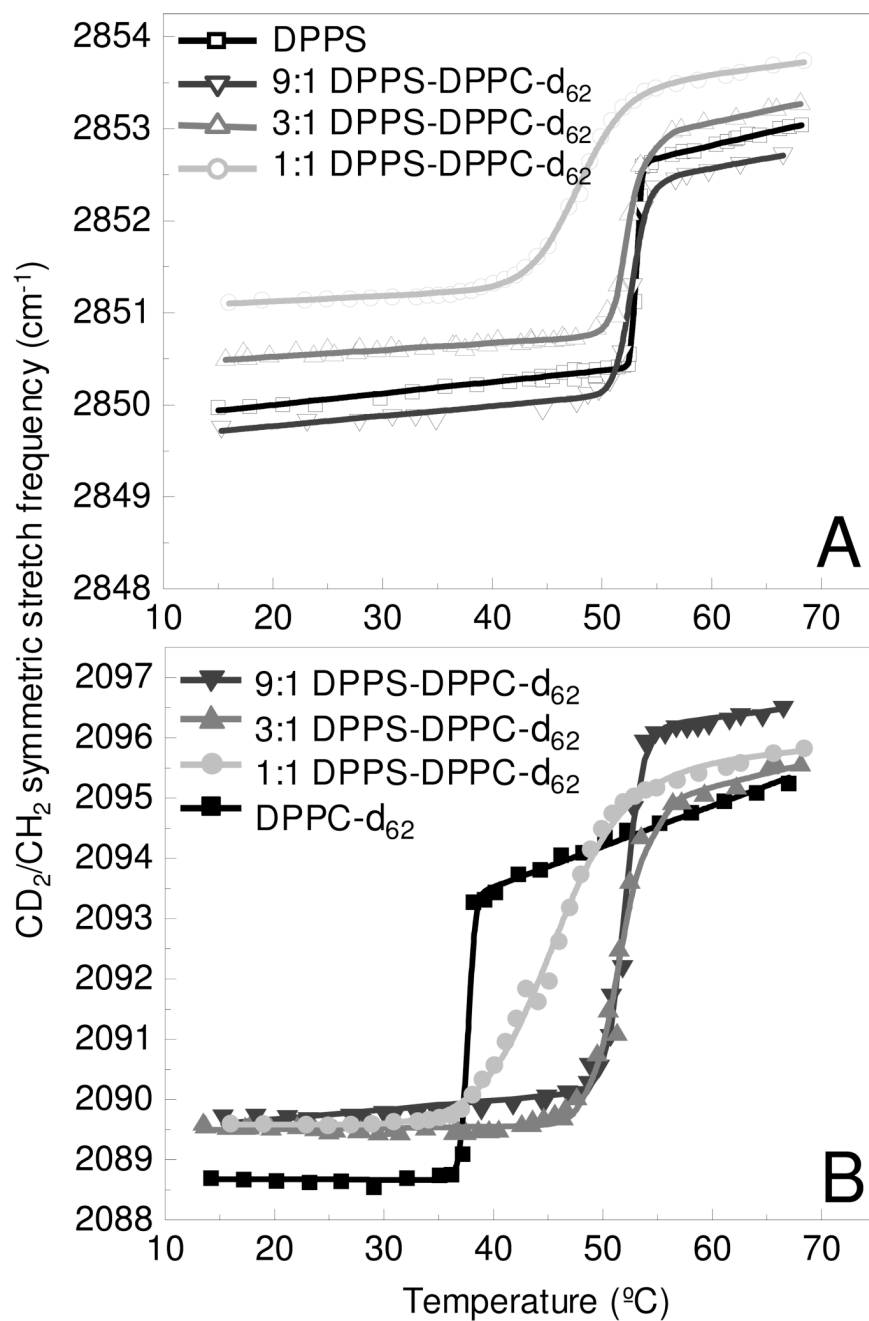 2854
2853
2852
2851
2850
2849
2848
DPPS
9:1 DPPS-DPPC-d₆₂
3:1 DPPS-DPPC-d₆₂
1:1 DPPS-DPPC-d₆₂
A
10 20 30 40 50 60 70
CD₂/CH₂ symmetric stretch frequency (cm⁻¹)
2097
2096
2095
2094
2093
2092
2091
2090
2089
2088
9:1 DPPS-DPPC-d₆₂
3:1 DPPS-DPPC-d₆₂
1:1 DPPS-DPPC-d₆₂
DPPC-d₆₂
B
10 20 30 40 50 60 70
Temperature (ºC)